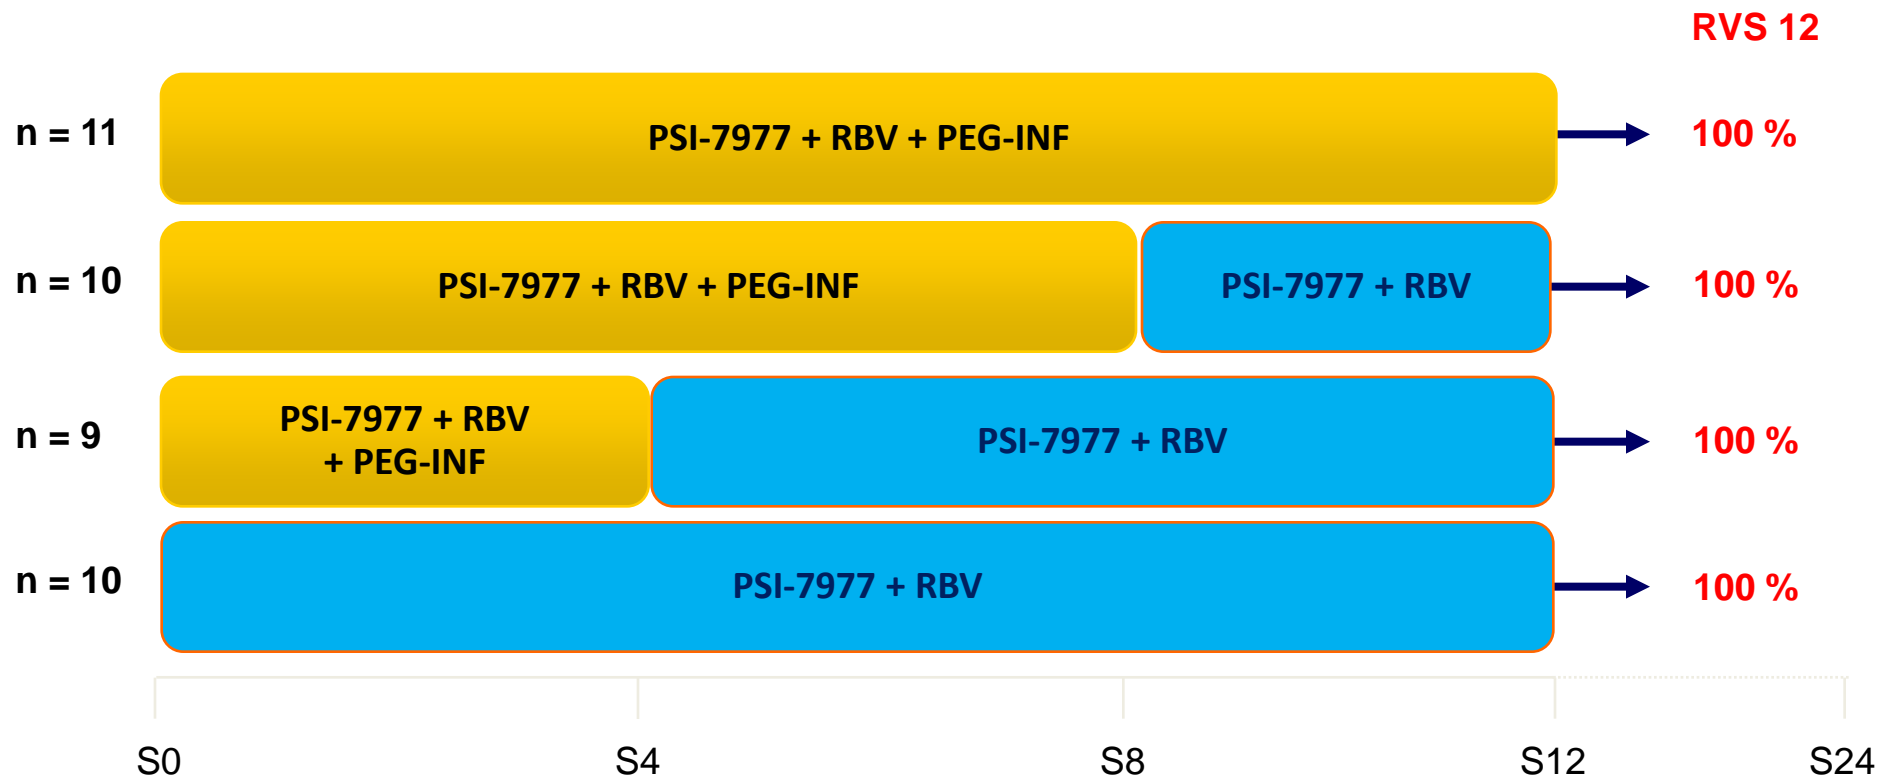 RVS 12
n = 11
PSI-7977 + RBV + PEG-INF
100 %
n = 10
PSI-7977 + RBV + PEG-INF
PSI-7977 + RBV
100 %
n = 9
PSI-7977 + RBV
+ PEG-INF
PSI-7977 + RBV
100 %
n = 10
PSI-7977 + RBV
100 %
S0
S4
S8
S12
S24